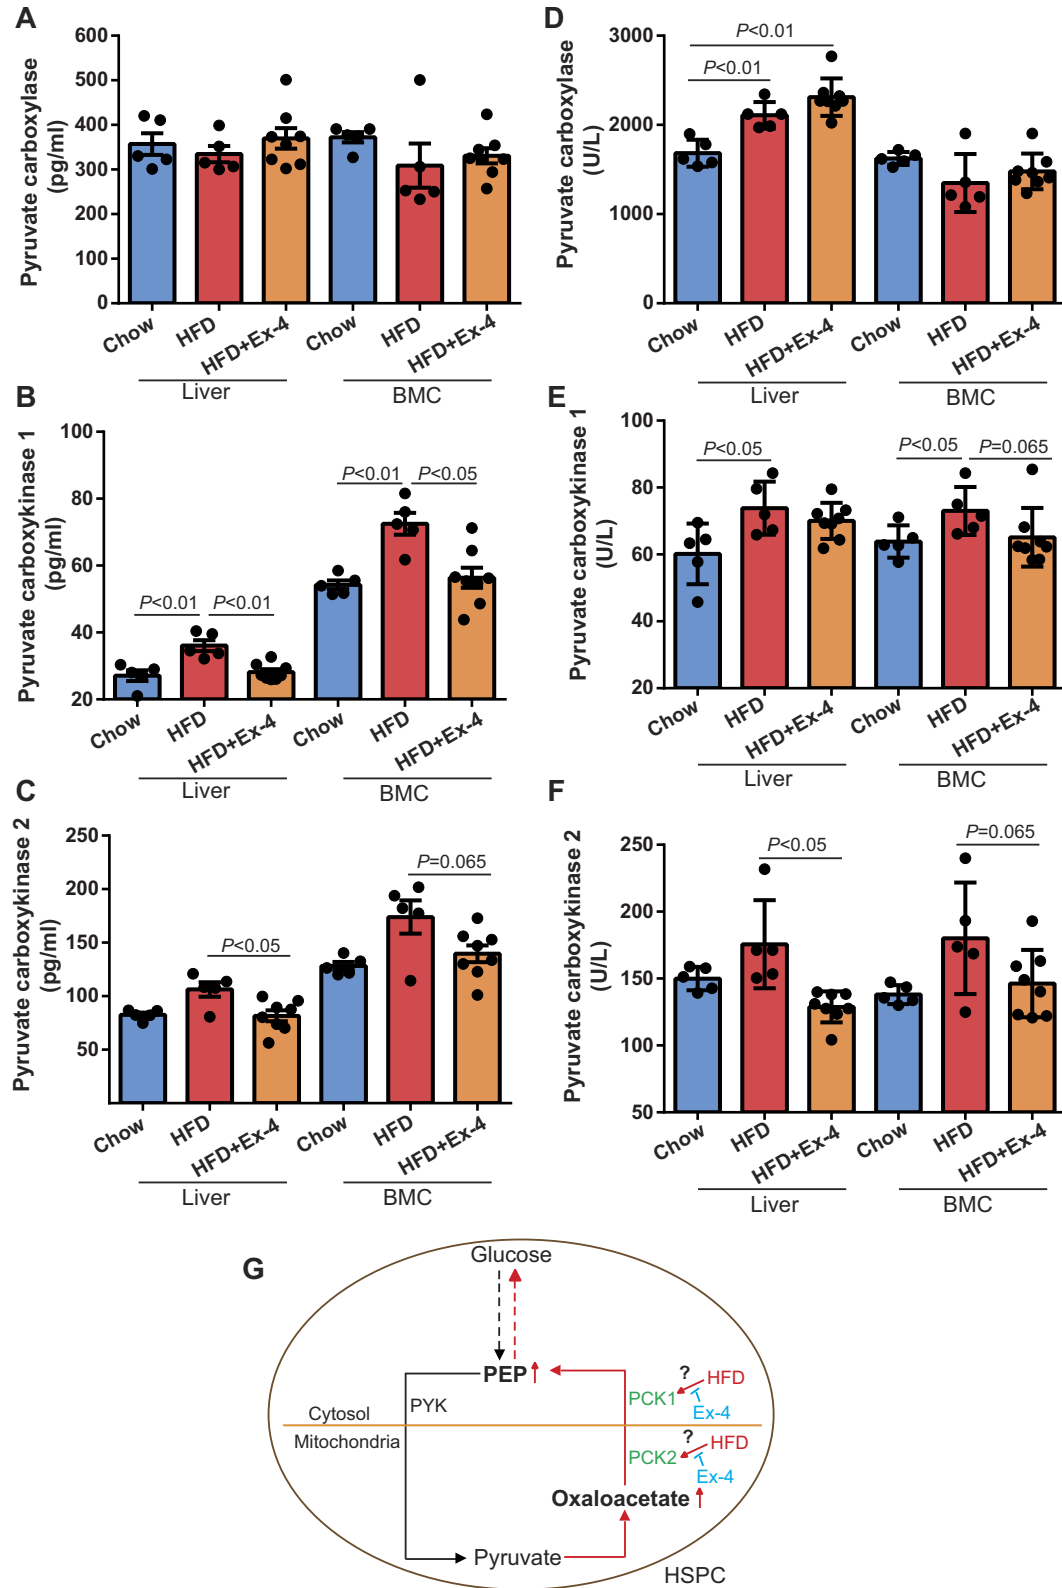 A
Pyruvate carboxylase
(pg/ml)
600
500
400
300
200
100
0
Chow
HFD
HFD+Ex-4
Chow
HFD
HFD+Ex-4
Liver
BMC
D
Pyruvate carboxylase
(U/L)
3000
2000
1000
0
P<0.01
P<0.01
Chow
HFD
HFD+Ex-4
Chow
HFD
HFD+Ex-4
Liver
BMC
B
Pyruvate carboxykinase 1
(pg/ml)
100
80
60
40
20
P<0.01
P<0.01
P<0.01
P<0.05
Chow
HFD
HFD+Ex-4
Chow
HFD
HFD+Ex-4
Liver
BMC
E
Pyruvate carboxykinase 1
(U/L)
100
80
60
40
20
P<0.05
P<0.05
P=0.065
Chow
HFD
HFD+Ex-4
Chow
HFD
HFD+Ex-4
Liver
BMC
C
Pyruvate carboxykinase 2
(pg/ml)
250
200
150
100
50
P<0.05
P=0.065
Chow
HFD
HFD+Ex-4
Chow
HFD
HFD+Ex-4
Liver
BMC
F
Pyruvate carboxykinase 2
(U/L)
250
200
150
100
50
P<0.05
P=0.065
Chow
HFD
HFD+Ex-4
Chow
HFD
HFD+Ex-4
Liver
BMC
G
Glucose
PEP
PYK
? HFD
PCK1
Ex-4
Cytosol
Mitochondria
? HFD
PCK2
Ex-4
Oxaloacetate
Pyruvate
HSPC